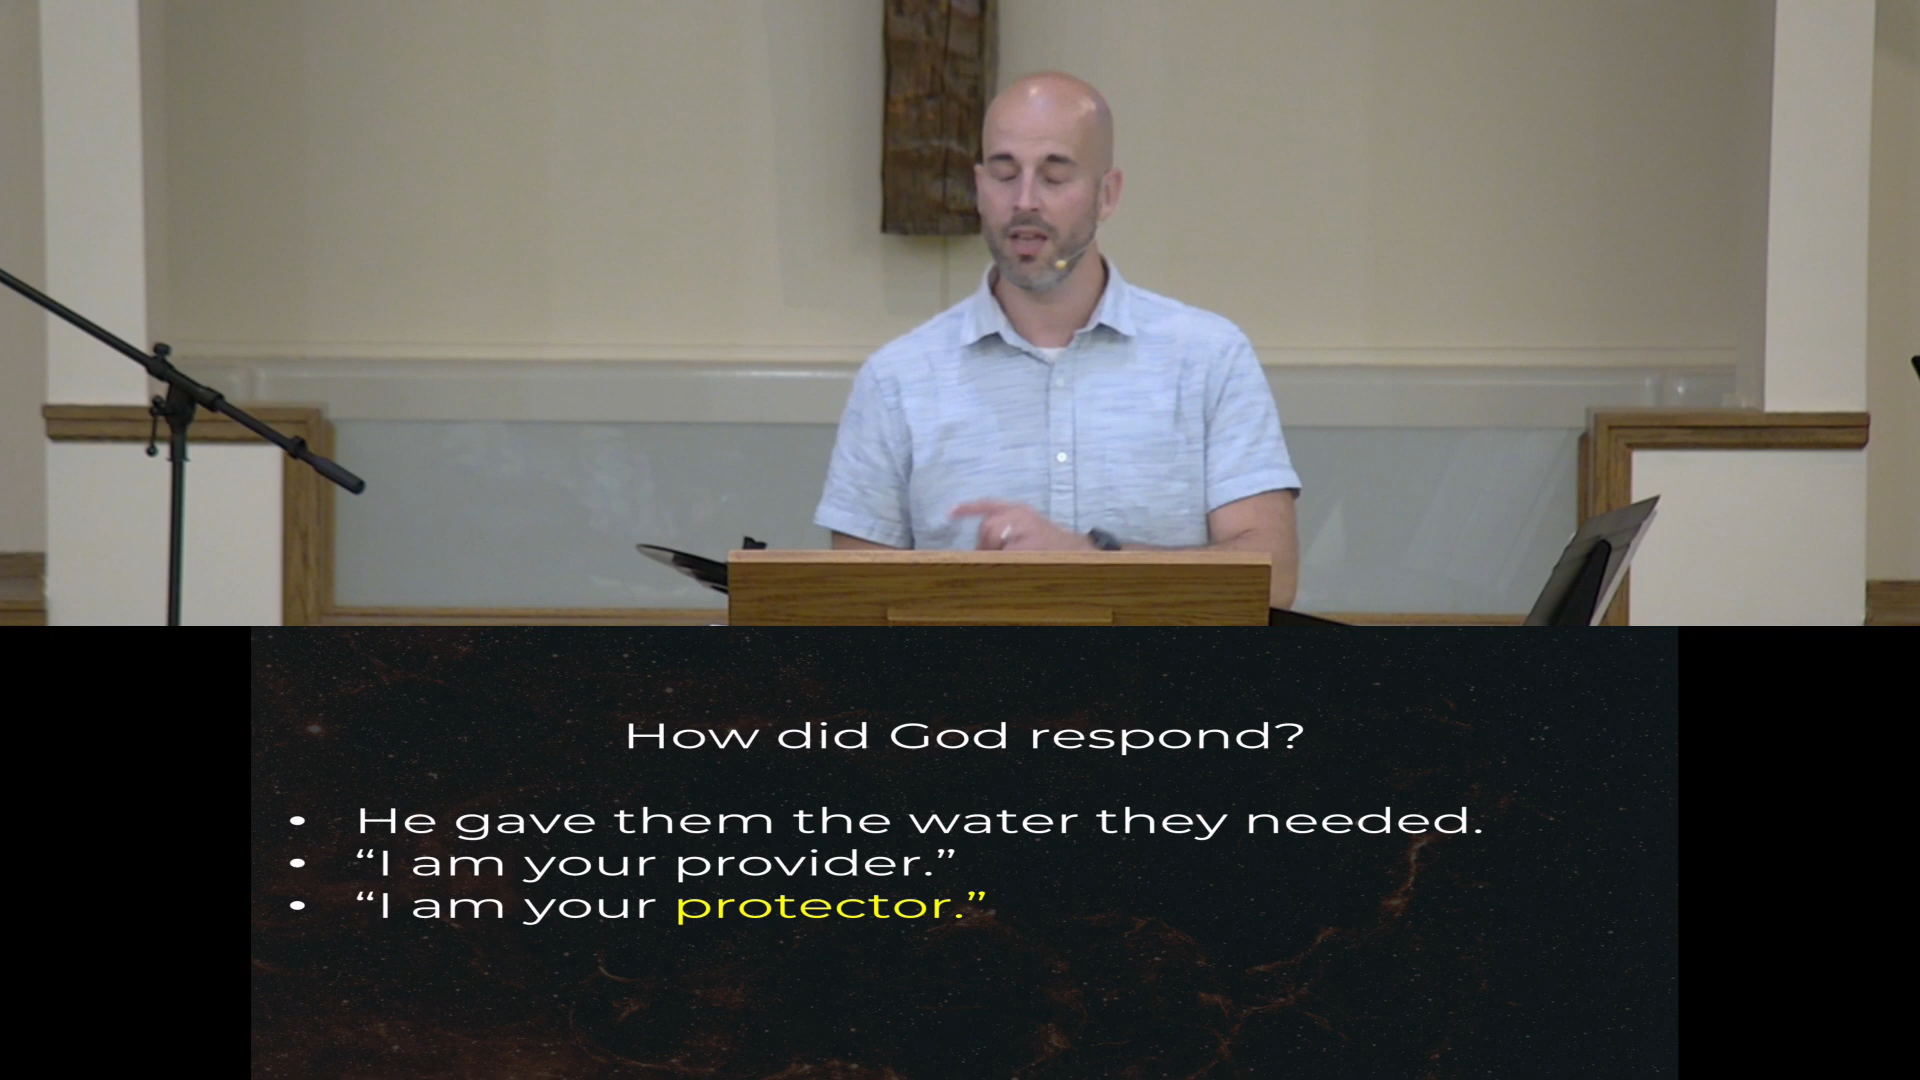 How did God respond?
• He gave them the water they needed.
• “I am your provider.”
• “I am your protector.”